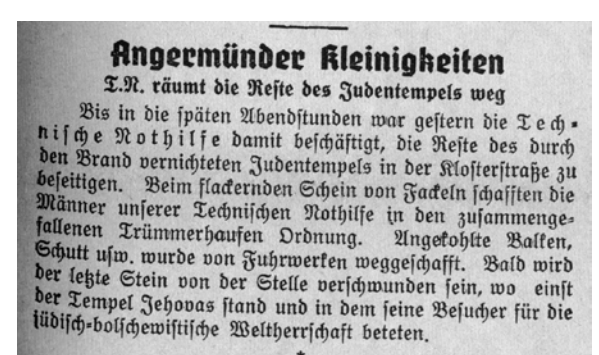 Angermünder Kleinigkeiten
T.N. räumt die Reste des Judentempels weg
Bis in die späten Abendstunden war gestern die Tech-
nische Nothilfe damit beschäftigt, die Reste des durch
den Brand vernichteten Judentempels in der Klosterstraße zu
beseitigen. Beim flackernden Schein von Fackeln schafften die
Männer unserer Technischen Nothilfe in den zusammenge-
fallenen Trümmerhaufen Ordnung. Angekohlte Balken,
Schutt usw. wurde von Fuhrwerken weggeschafft. Bald wird
der letzte Stein von der Stelle verschwunden sein, wo einst
der Tempel Jehovas stand und in dem seine Besucher für die
jüdisch-bolschewistische Weltherrschaft beteten.